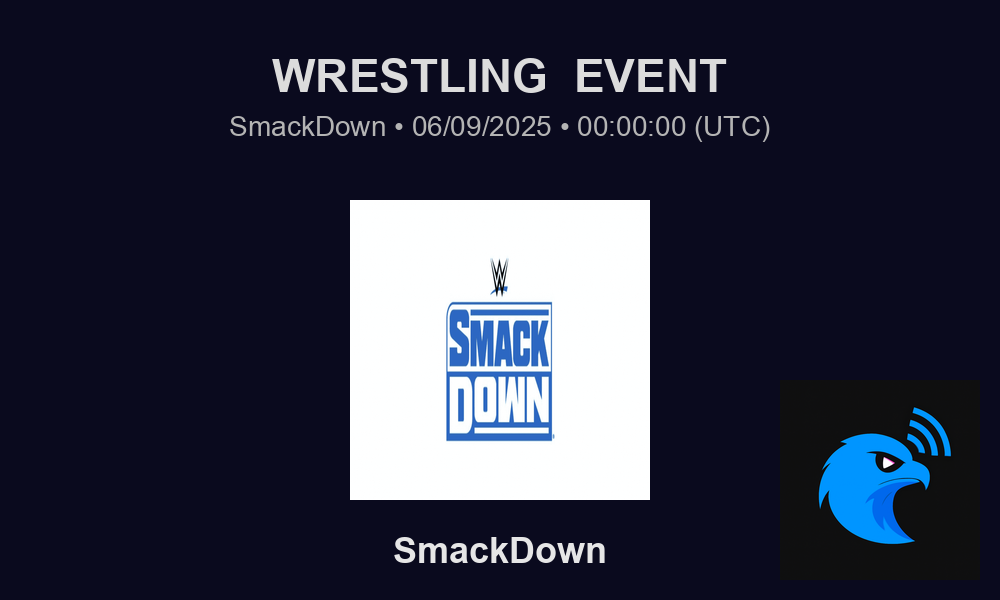 WRESTLING EVENT
SmackDown • 06/09/2025 • 00:00:00 (UTC)
W
SMACK
DOWN
SmackDown